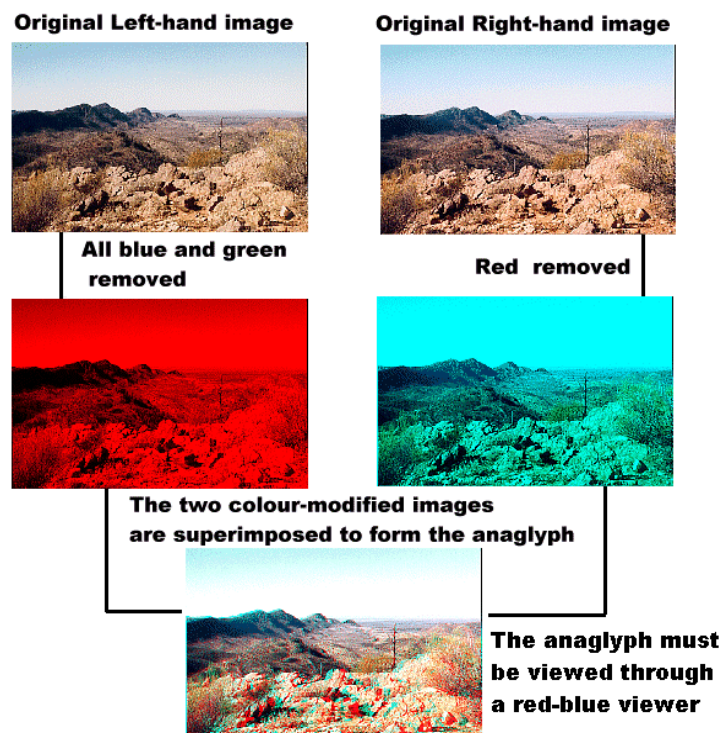 Original Left-hand image
Original Right-hand image
All blue and green
removed
Red removed
The two colour-modified images
are superimposed to form the anaglyph
The anaglyph must
be viewed through
a red-blue viewer